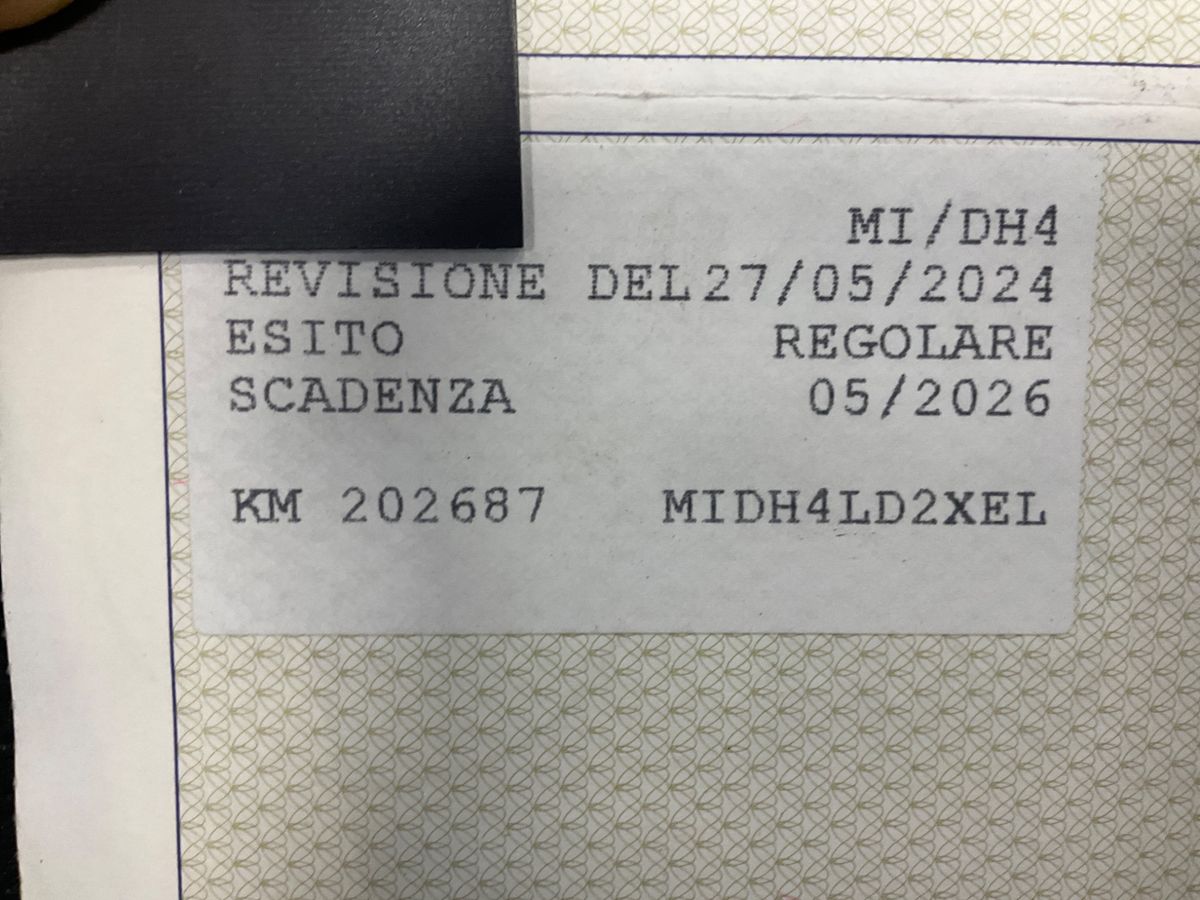 MI/DH4
REVISIONE DEL27/05/2024
ESITO REGOLARE
SCADENZA 05/2026
KM 202687 MIDH4LD2XEL